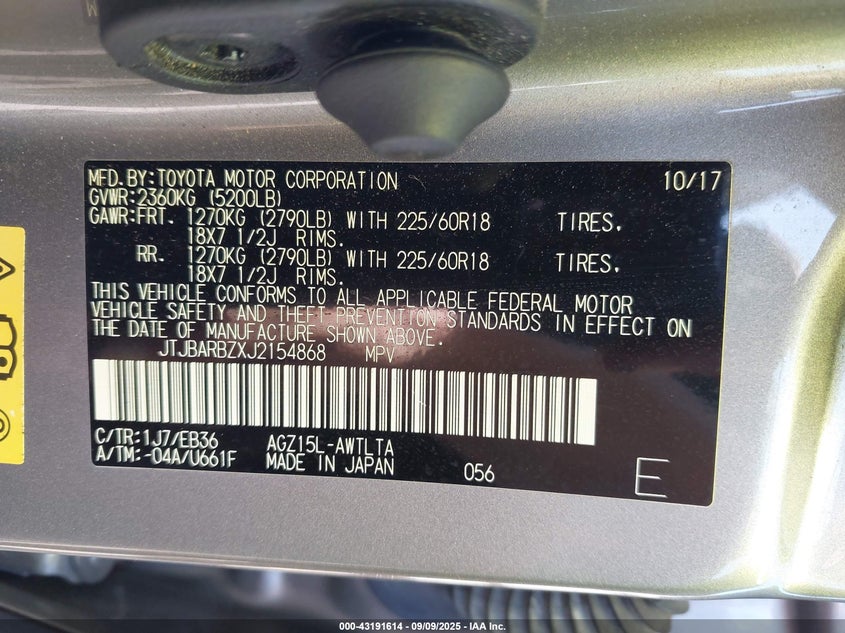 MFD.BY:TOYOTA MOTOR CORPORATION 10/17
GVWR:2360KG (5200LB)
GAWR:FRT. 1270KG (2790LB) WITH 225/60R18 TIRES.
18X7 1/2J RIMS.
RR. 1270KG (2790LB) WITH 225/60R18 TIRES.
18X7 1/2J RIMS.
THIS VEHICLE CONFORMS TO ALL APPLICABLE FEDERAL MOTOR
VEHICLE SAFETY AND THEFT PREVENTION STANDARDS IN EFFECT ON
THE DATE OF MANUFACTURE SHOWN ABOVE.
JTJBARBZXJ2154868 MPV
C/TR:1J7/EB36 AGZ15L-AWTLTA
A/TM:-04A/U661F MADE IN JAPAN 056 E
000-43191614 - 09/09/2025 - IAA Inc.